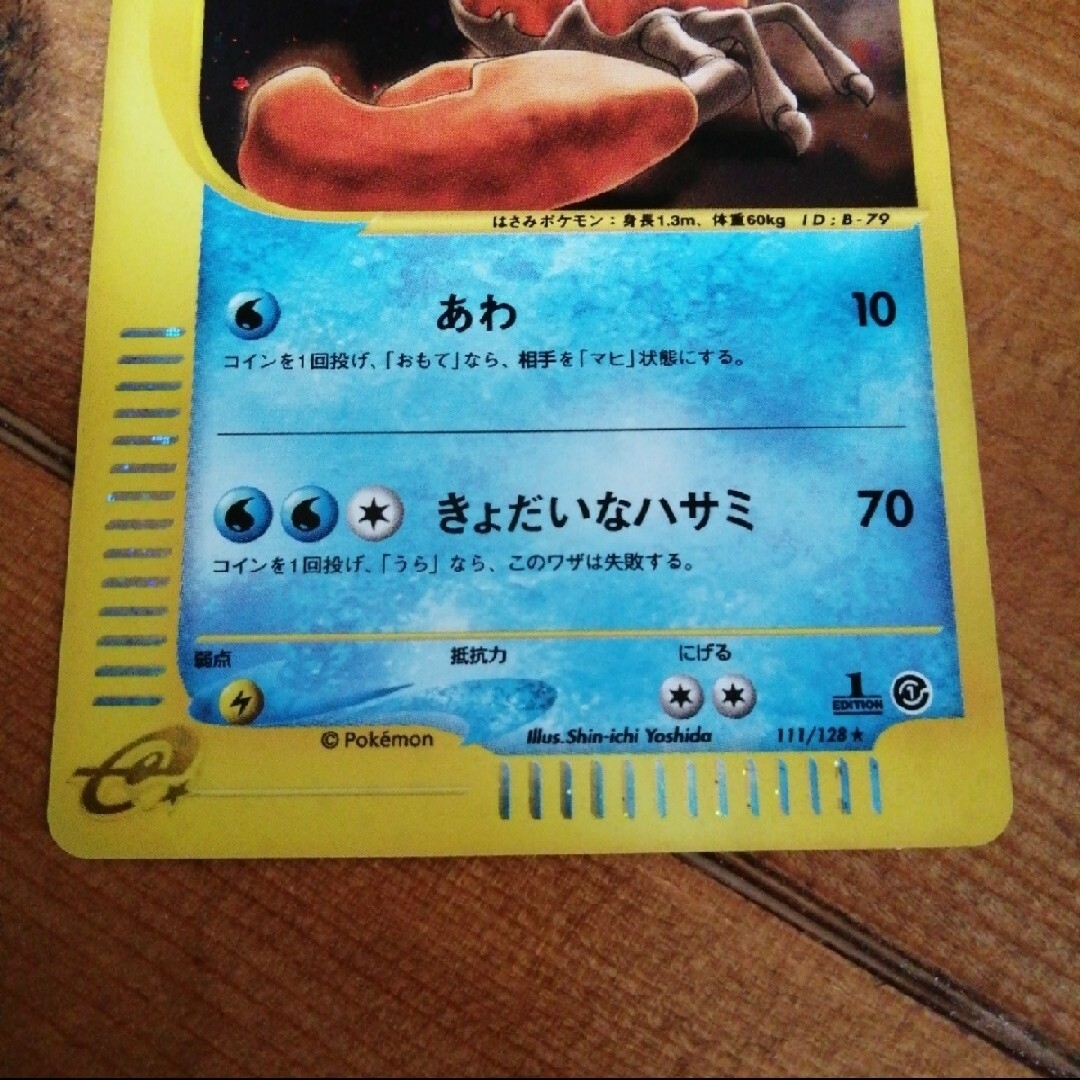 はさみポケモン：身長1.3m、体重60kg ID：B-79
あわ 10
コインを1回投げ、「おもて」なら、相手を「マヒ」状態にする。
きょだいなハサミ 70
コインを1回投げ、「うら」なら、このワザは失敗する。
弱点 抵抗力 にげる
1 EDITION
© Pokémon Illus. Shin-ichi Yoshida 111/128★
e